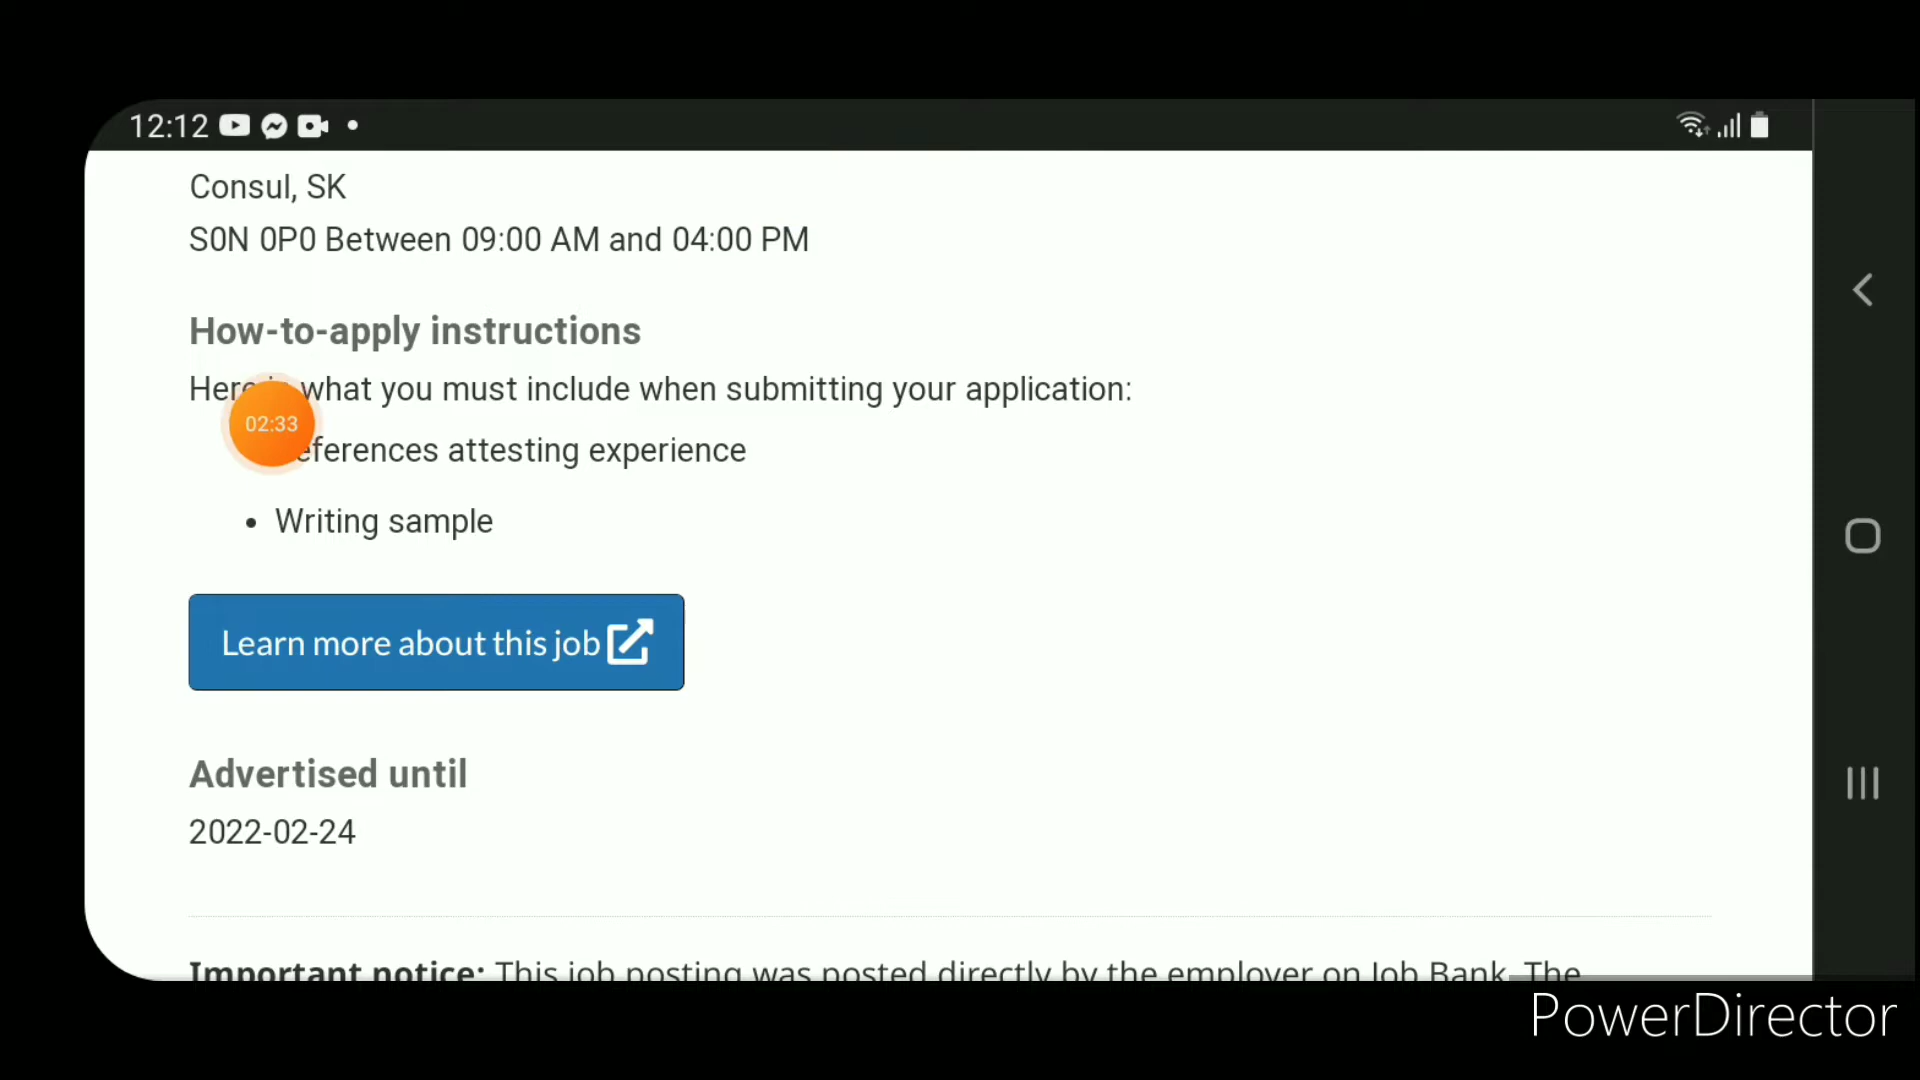 12:12
Consul, SK
S0N 0P0 Between 09:00 AM and 04:00 PM
How-to-apply instructions
what you must include when submitting your application:
02:33
attesting experience
• Writing sample
Learn more about this job
Advertised until
2022-02-24
Important notice: This job posting was posted directly by the employer on Job Bank. The
PowerDirector